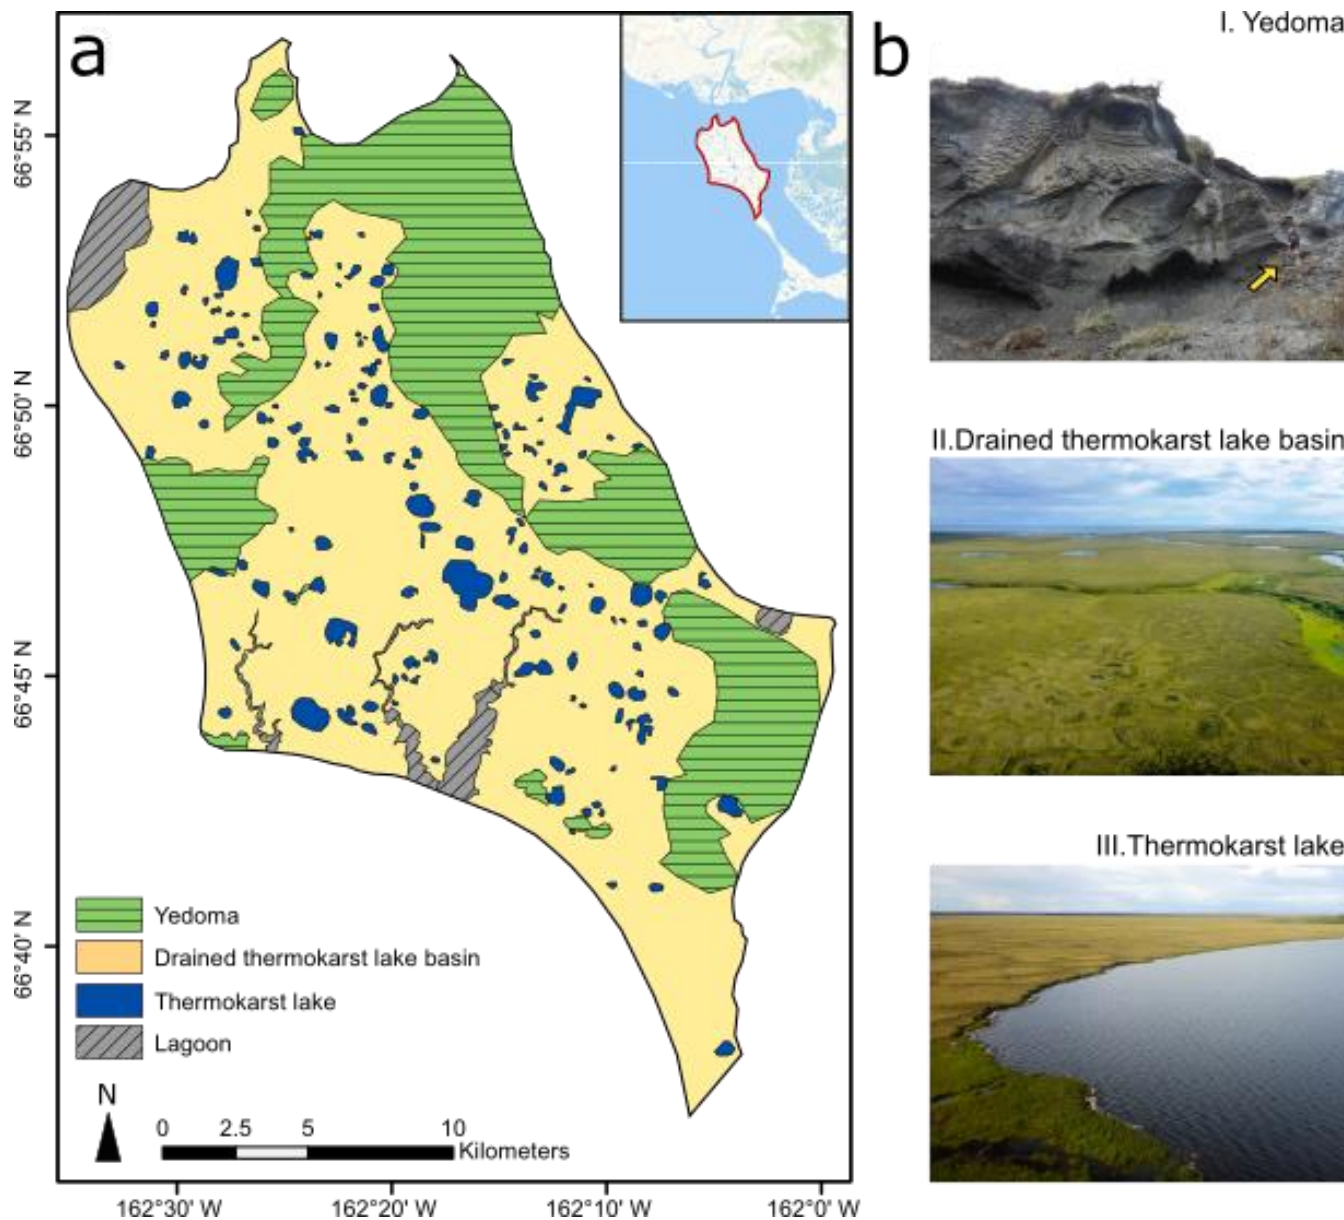 a
66°55' N
66°50' N
66°45' N
66°40' N
Yedoma
Drained thermokarst lake basin
Thermokarst lake
Lagoon
N
0 2.5 5 10
Kilometers
162°30' W 162°20' W 162°10' W 162°0' W
b
I. Yedoma
II.Drained thermokarst lake basin
III.Thermokarst lake